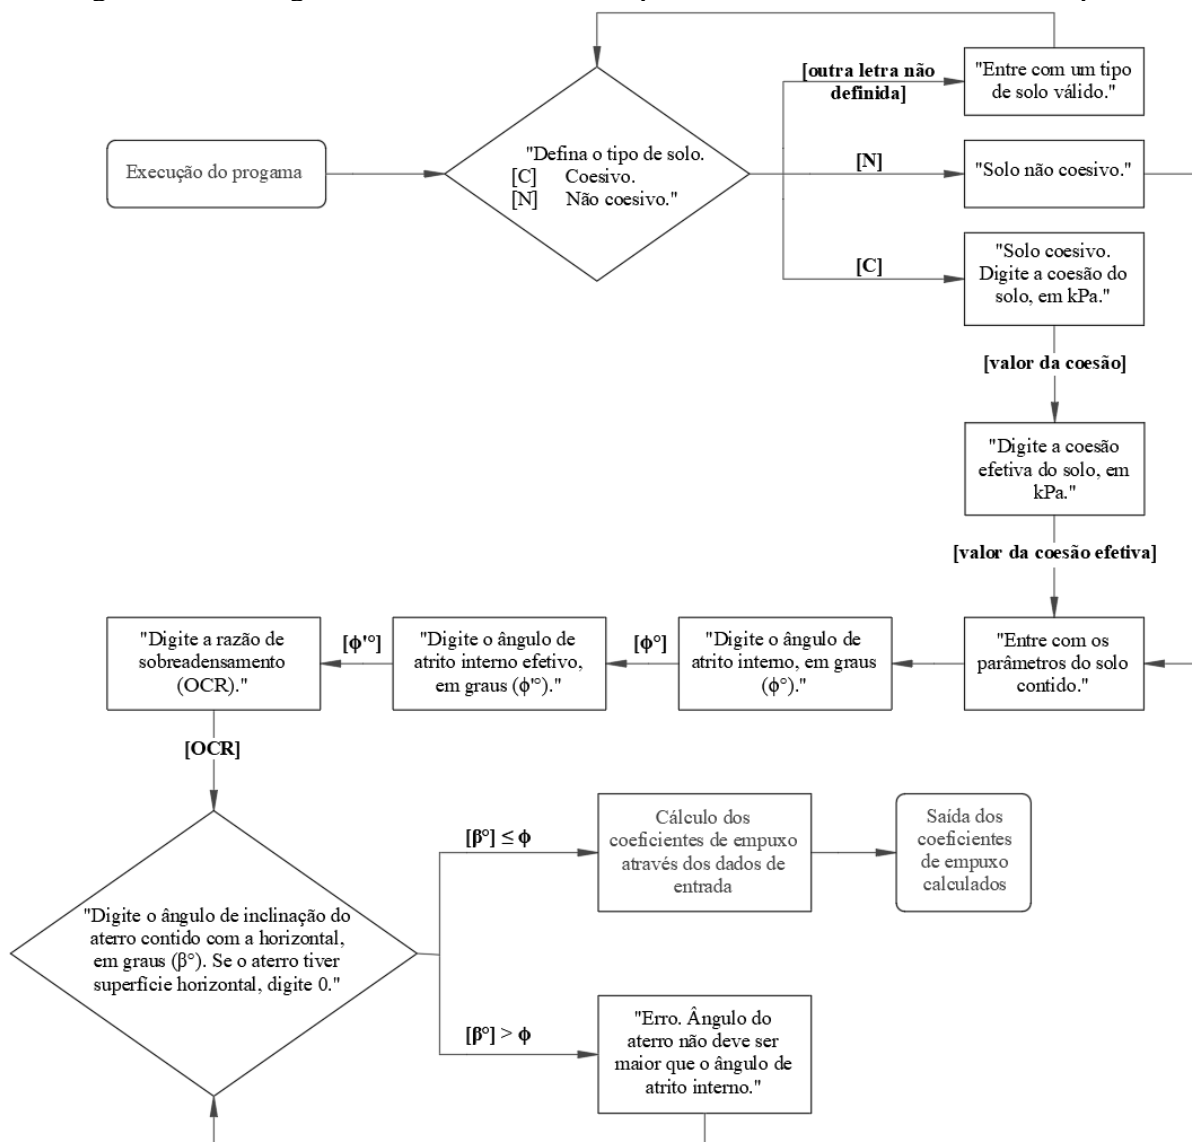 [outra letra não
definida]
"Entre com um tipo
de solo válido."
Execução do progama
"Defina o tipo de solo.
[C] Coesivo.
[N] Não coesivo."
[N]
"Solo não coesivo."
[C]
"Solo coesivo.
Digite a coesão do
solo, em kPa."
[valor da coesão]
"Digite a coesão
efetiva do solo, em
kPa."
[valor da coesão efetiva]
"Entre com os
parâmetros do solo
contido."
"Digite o ângulo de
atrito interno, em graus
(ϕ°)."
[ϕ°]
"Digite o ângulo de
atrito interno efetivo,
em graus (ϕ'°)."
[ϕ'°]
"Digite a razão de
sobreadensamento
(OCR)."
[OCR]
"Digite o ângulo de inclinação do
aterro contido com a horizontal,
em graus (β°). Se o aterro tiver
superfície horizontal, digite 0."
[β°] ≤ ϕ
Cálculo dos
coeficientes de empuxo
através dos dados de
entrada
Saída dos
coeficientes
de empuxo
calculados
[β°] > ϕ
"Erro. Ângulo do
aterro não deve ser
maior que o ângulo de
atrito interno."